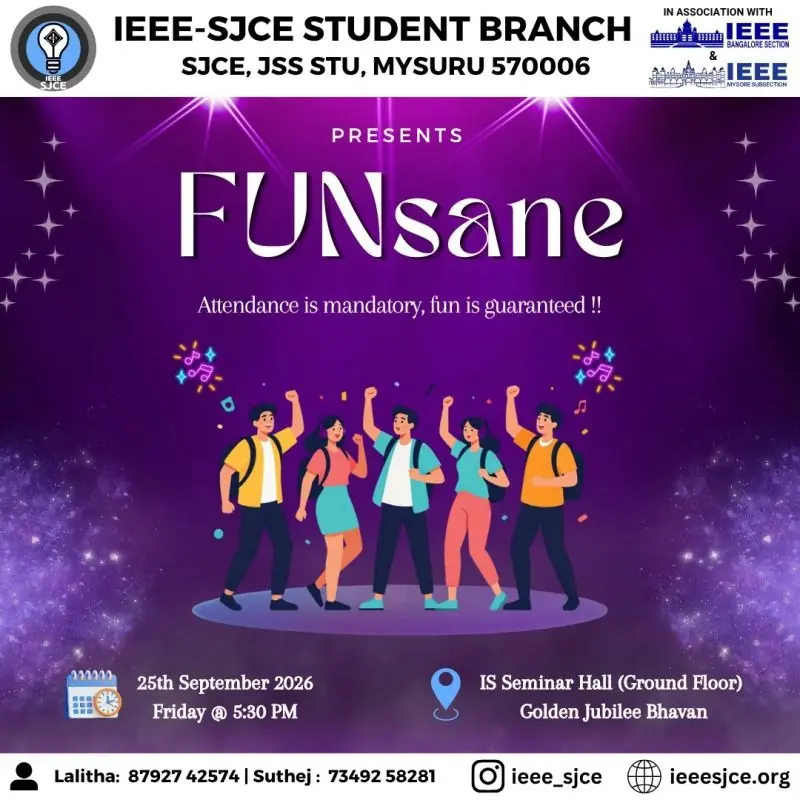 IEEE-SJCE STUDENT BRANCH
SJCE, JSS STU, MYSURU 570006
IEEE
SJCE
IN ASSOCIATION WITH
IEEE
BANGALORE SECTION
&
IEEE
MYSORE SUBSECTION
PRESENTS
FUNsane
Attendance is mandatory, fun is guaranteed !!
25th September 2026
Friday @ 5:30 PM
IS Seminar Hall (Ground Floor)
Golden Jubilee Bhavan
Lalitha: 87927 42574 | Suthej : 73492 58281
ieee_sjce
ieeesjce.org